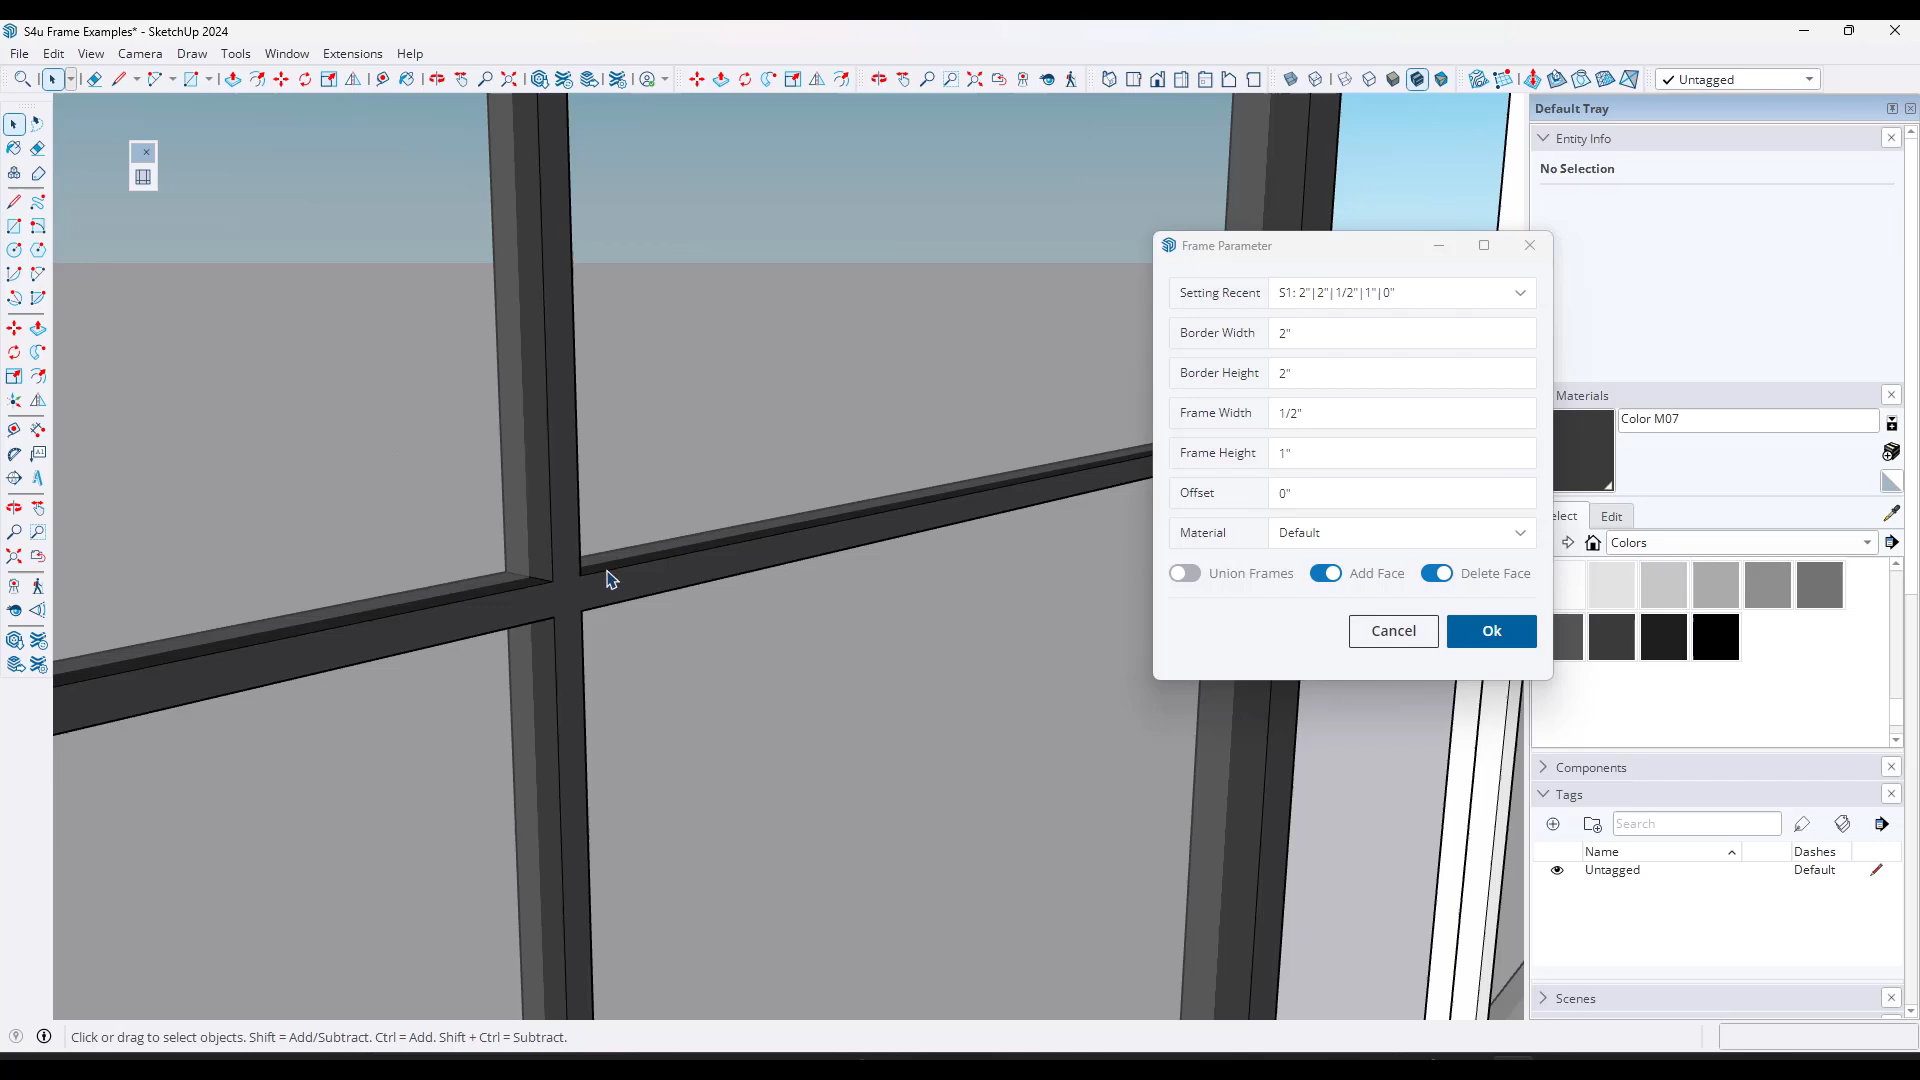 S4u Frame Examples* - SketchUp 2024
File Edit View Camera Draw Tools Window Extensions Help
Untagged
Default Tray
Entity Info
No Selection
Frame Parameter
Setting Recent S1: 2"|2"|1/2"|1"|0"
Border Width 2"
Border Height 2"
Frame Width 1/2"
Frame Height 1"
Offset 0"
Material Default
Union Frames Add Face Delete Face
Cancel Ok
Materials
Color M07
Edit
Colors
Components
Tags
Search
Name Dashes
Untagged Default
Scenes
Click or drag to select objects. Shift = Add/Subtract. Ctrl = Add. Shift + Ctrl = Subtract.